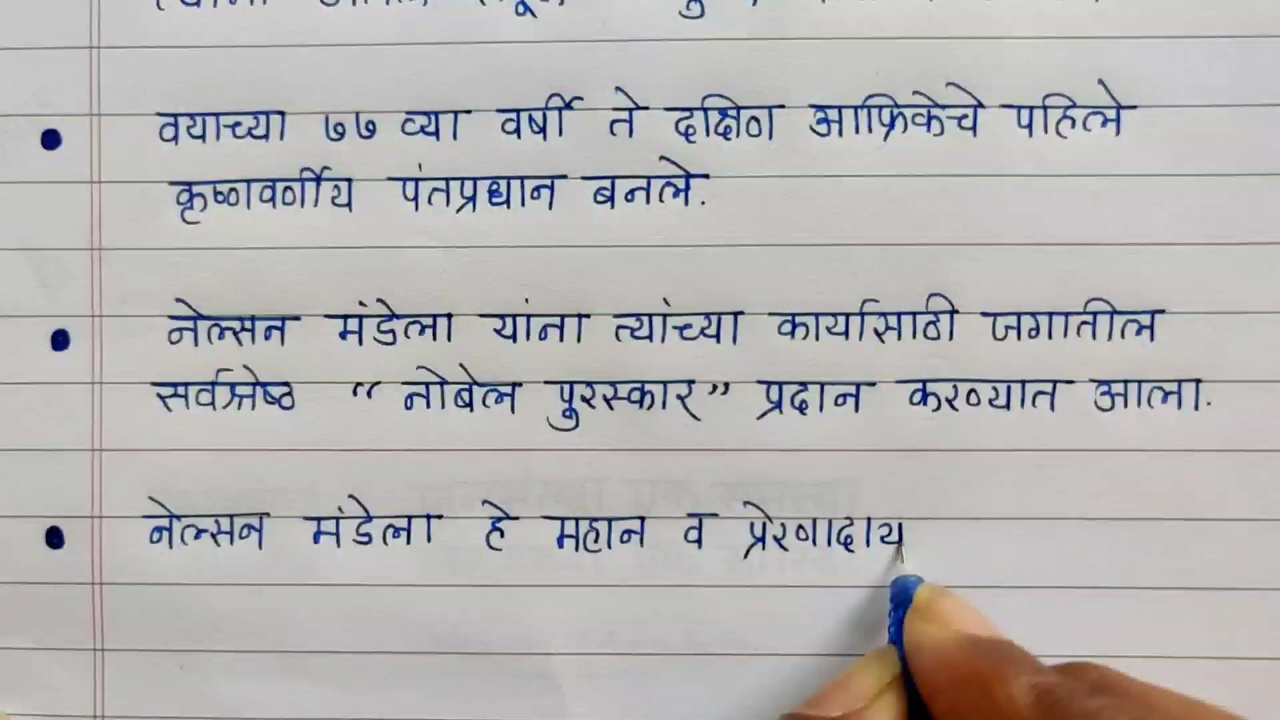 वयाच्या ७७ व्या वर्षी ते दक्षिण आफ्रिकेचे पहिले
कृष्णवर्णीय पंतप्रधान बनले.
नेल्सन मंडेला यांना त्यांच्या कार्यासाठी जगातील
सर्वश्रेष्ठ “ नोबेल पुरस्कार” प्रदान करण्यात आला.
नेल्सन मंडेला हे महान व प्रेरणादाय